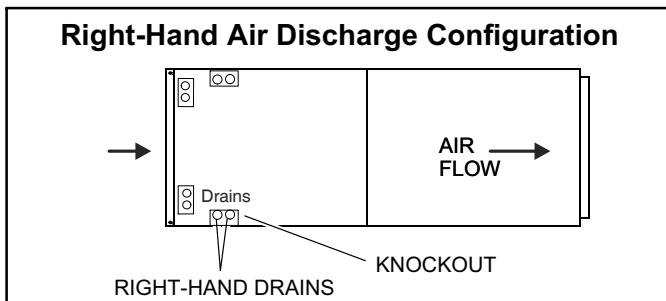 Right-Hand Air Discharge Configuration
AIR
FLOW
Drains
KNOCKOUT
RIGHT-HAND DRAINS